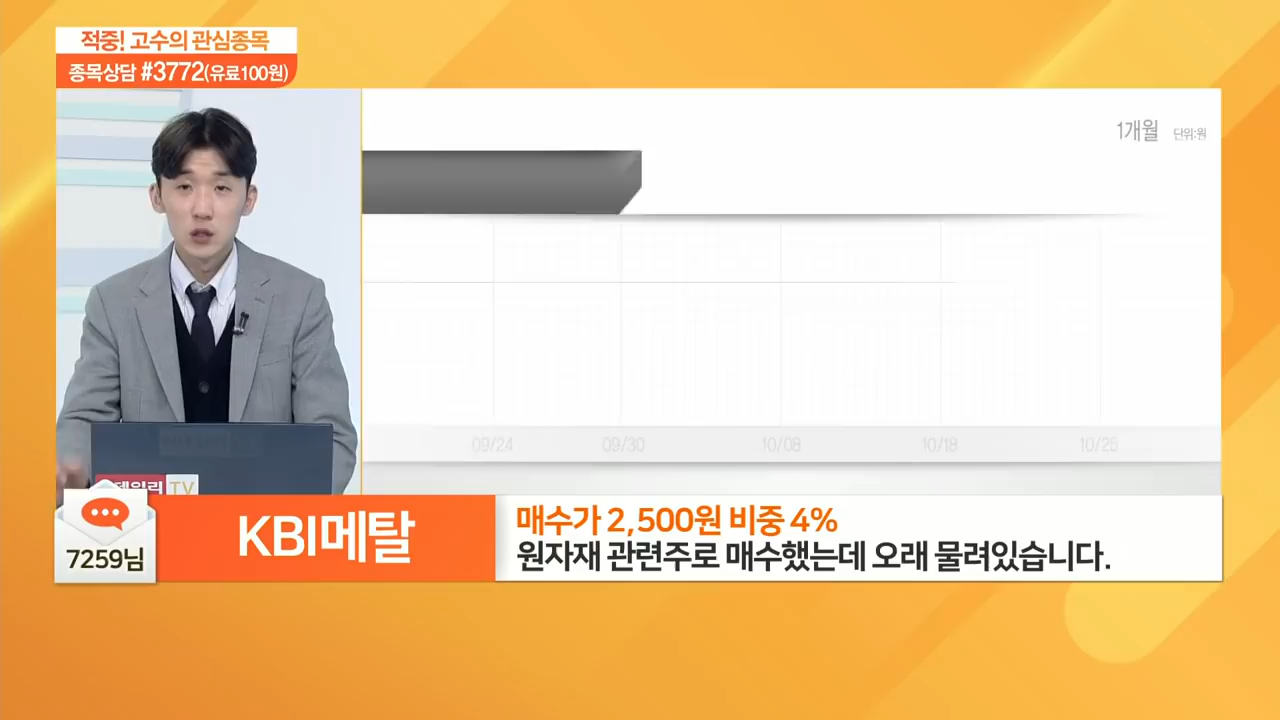 적중! 고수의 관심종목
종목상담 #3772(유료100원)
1개월 단위:원
09/24 09/30 10/08 10/18 10/25
데일리 TV
7259님
KBI메탈
매수가 2,500원 비중 4%
원자재 관련주로 매수했는데 오래 물려있습니다.